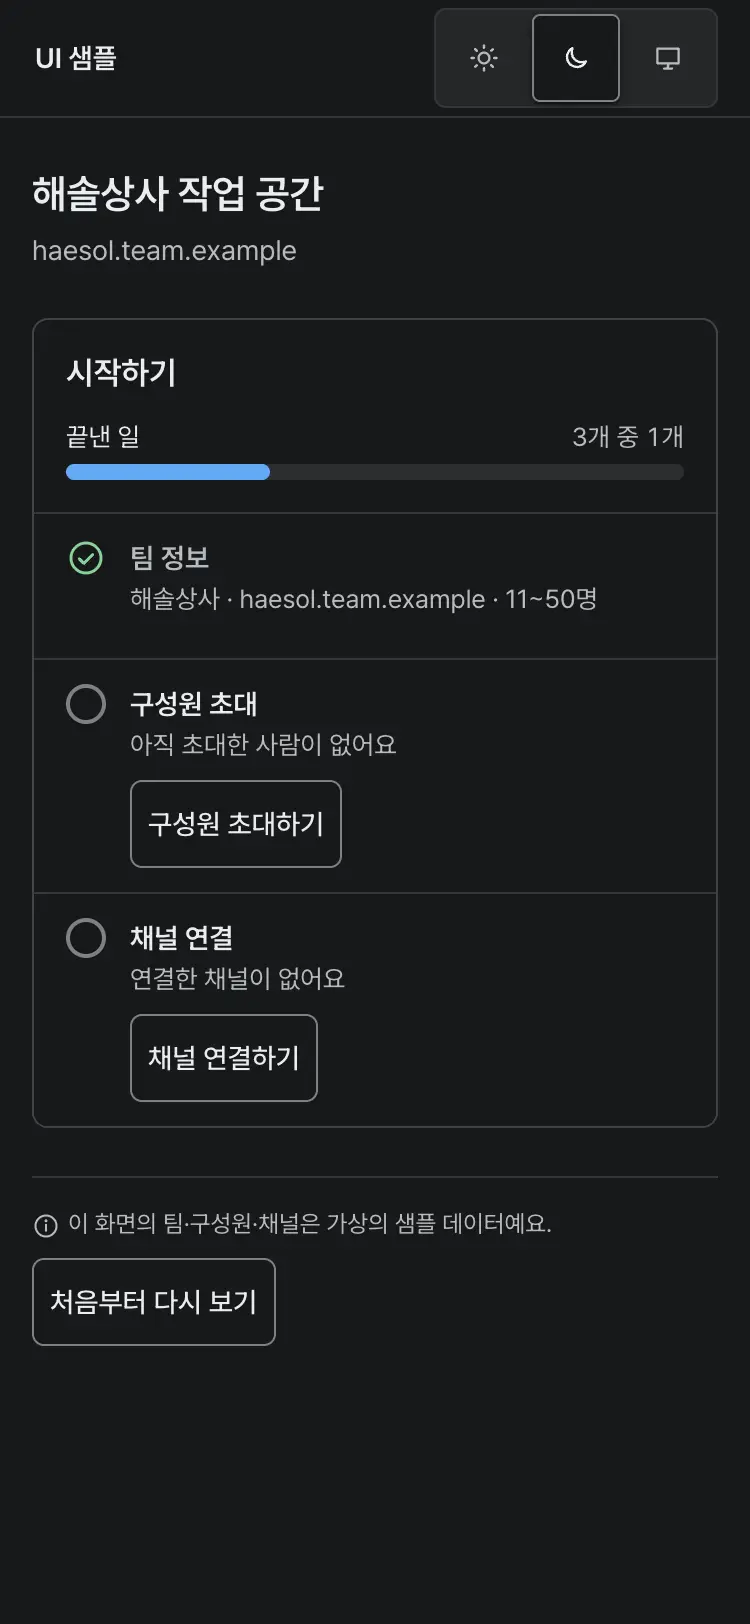 UI 샘플
해솔상사 작업 공간
haesol.team.example
시작하기
끝낸 일
3개 중 1개
팀 정보
해솔상사 · haesol.team.example · 11~50명
구성원 초대
아직 초대한 사람이 없어요
구성원 초대하기
채널 연결
연결한 채널이 없어요
채널 연결하기
이 화면의 팀·구성원·채널은 가상의 샘플 데이터예요.
처음부터 다시 보기